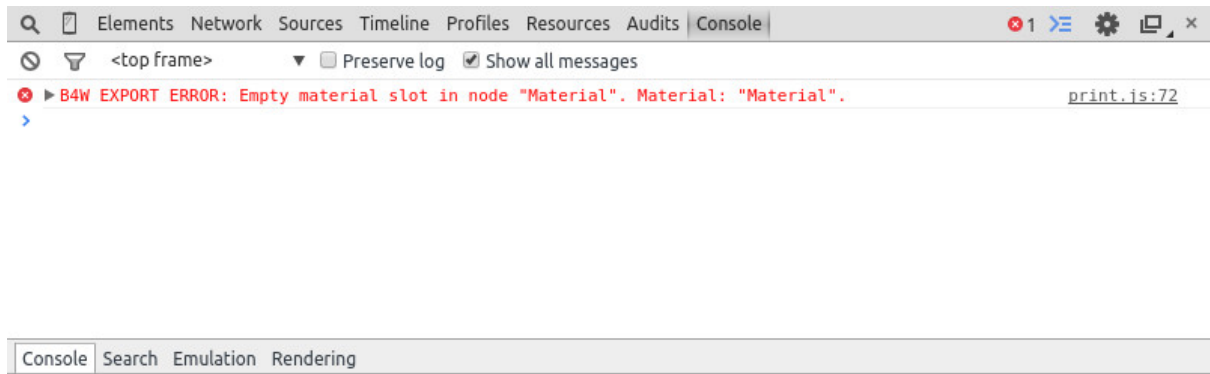 Elements Network Sources Timeline Profiles Resources Audits Console 1
<top frame> Preserve log Show all messages
B4W EXPORT ERROR: Empty material slot in node "Material". Material: "Material". print.js:72
Console Search Emulation Rendering